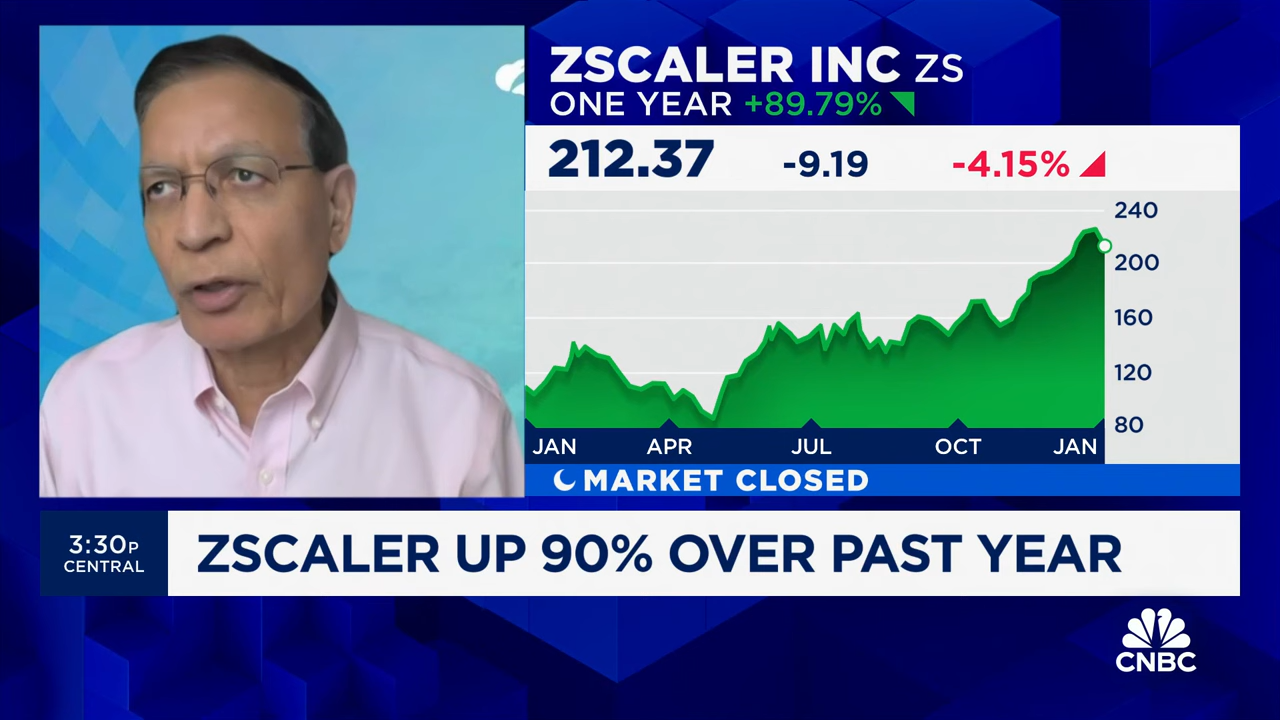 ZSCALER INC ZS
ONE YEAR +89.79%
212.37 -9.19 -4.15%
240
200
160
120
80
JAN APR JUL OCT JAN
MARKET CLOSED
3:30P
CENTRAL
ZSCALER UP 90% OVER PAST YEAR
CNBC